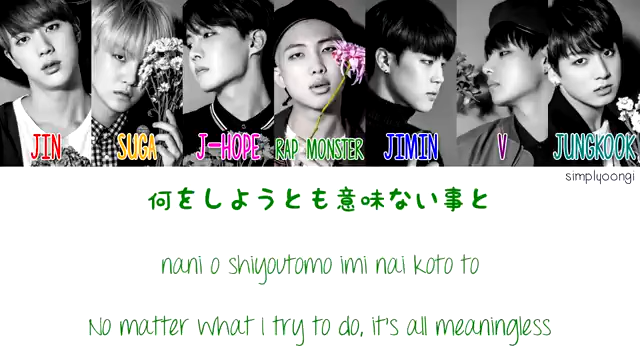 JIN SUGA J-HOPE RAP MONSTER JIMIN V JUNGKOOK
simplyoongi
何をしようとも意味ない事と
nani o shiyoutomo imi nai koto to
No matter what I try to do, it's all meaningless